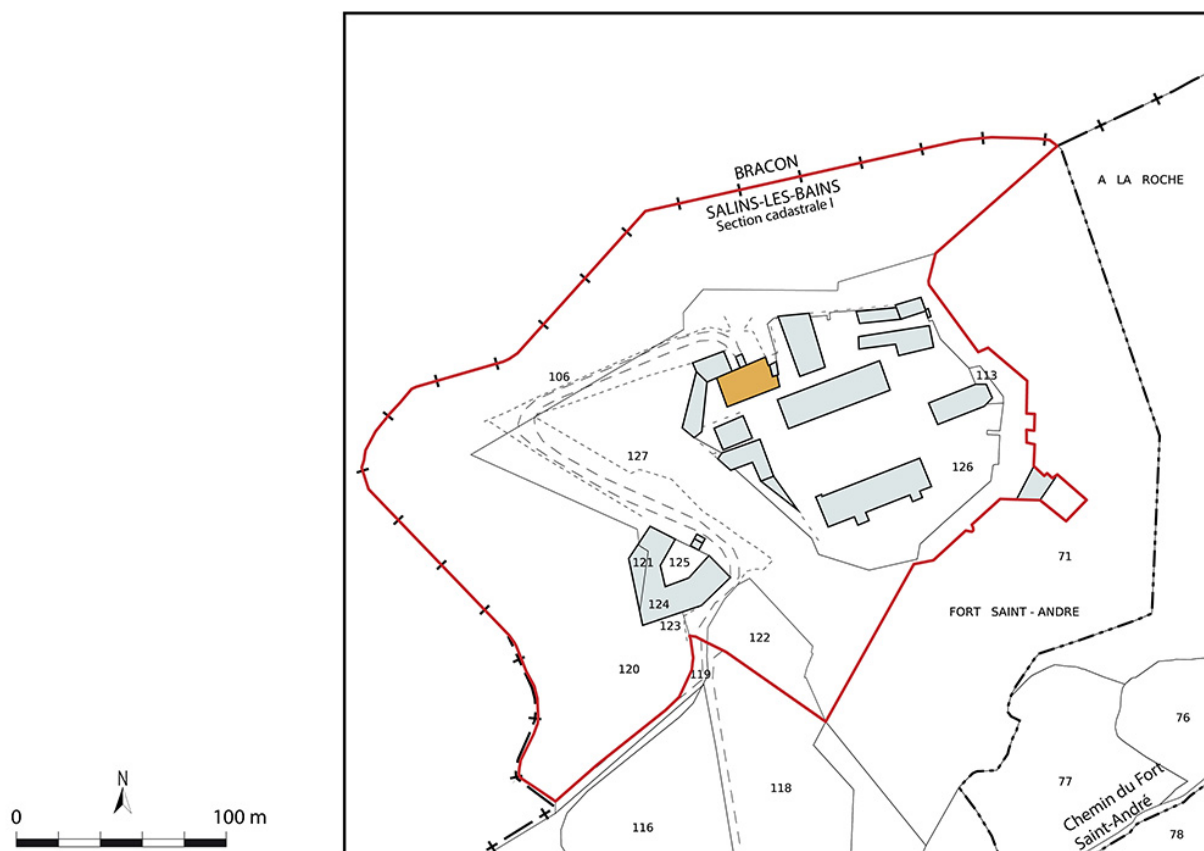 BRACON
A LA ROCHE
SALINS-LES-BAINS
Section cadastrale I
106
113
127
126
121
125
71
124
FORT SAINT - ANDRE
123
122
120
119
76
N
77
Chemin du Fort
Saint-André
118
0
100 m
116
78